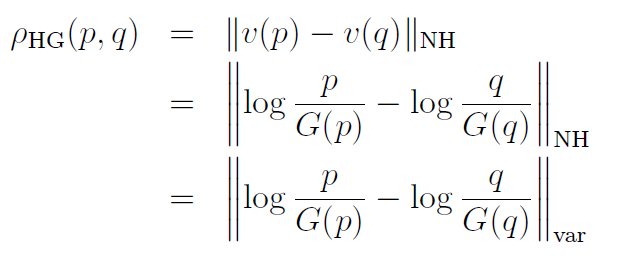 ρ_HG(p, q) = ‖v(p) − v(q)‖_NH
= ‖log p/G(p) − log q/G(q)‖_NH
= ‖log p/G(p) − log q/G(q)‖_var